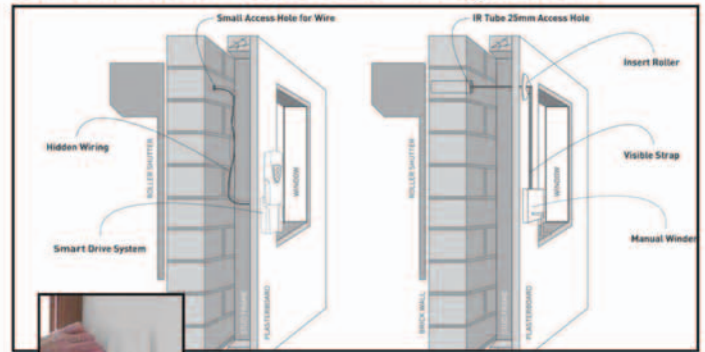 Small Access Hole for Wire
Hidden Wiring
Smart Drive System
ROLLER SHUTTER
PLASTERBOARD
WINDOW
IR Tube 25mm Access Hole
Insert Roller
Visible Strap
Manual Winder
ROLLER SHUTTER
BRICK WALL
PLASTERBOARD
WINDOW